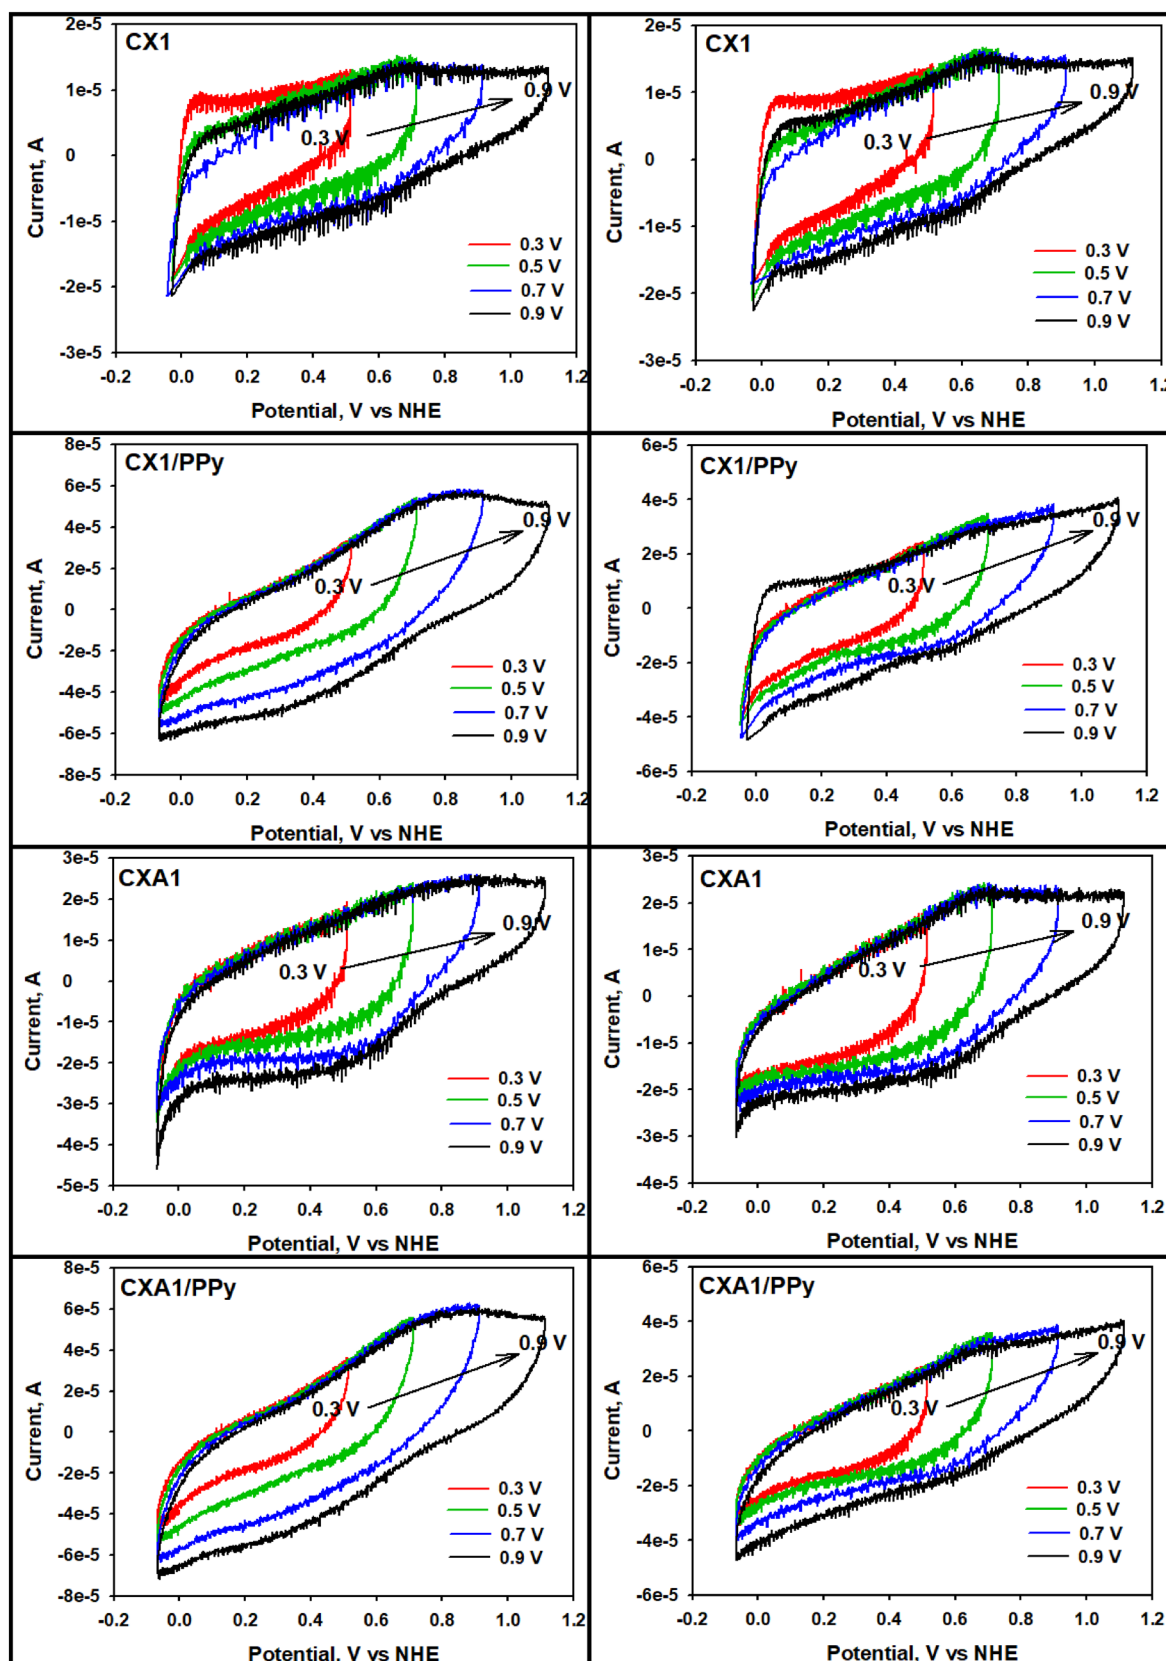 CX1
2e-5
1e-5
0
-1e-5
-2e-5
-3e-5
Current, A
0.9 V
0.3 V
0.3 V
0.5 V
0.7 V
0.9 V
-0.2 0.0 0.2 0.4 0.6 0.8 1.0 1.2
Potential, V vs NHE
CX1
2e-5
1e-5
0
-1e-5
-2e-5
-3e-5
Current, A
0.9 V
0.3 V
0.3 V
0.5 V
0.7 V
0.9 V
-0.2 0.0 0.2 0.4 0.6 0.8 1.0 1.2
Potential, V vs NHE
CX1/PPy
8e-5
6e-5
4e-5
2e-5
0
-2e-5
-4e-5
-6e-5
-8e-5
Current, A
0.9 V
0.3 V
0.3 V
0.5 V
0.7 V
0.9 V
-0.2 0.0 0.2 0.4 0.6 0.8 1.0 1.2
Potential, V vs NHE
CX1/PPy
6e-5
4e-5
2e-5
0
-2e-5
-4e-5
-6e-5
Current, A
0.9 V
0.3 V
0.3 V
0.5 V
0.7 V
0.9 V
-0.2 0.0 0.2 0.4 0.6 0.8 1.0 1.2
Potential, V vs NHE
CXA1
3e-5
2e-5
1e-5
0
-1e-5
-2e-5
-3e-5
-4e-5
-5e-5
Current, A
0.9 V
0.3 V
0.3 V
0.5 V
0.7 V
0.9 V
-0.2 0.0 0.2 0.4 0.6 0.8 1.0 1.2
Potential, V vs NHE
CXA1
3e-5
2e-5
1e-5
0
-1e-5
-2e-5
-3e-5
-4e-5
Current, A
0.9 V
0.3 V
0.3 V
0.5 V
0.7 V
0.9 V
-0.2 0.0 0.2 0.4 0.6 0.8 1.0 1.2
Potential, V vs NHE
CXA1/PPy
8e-5
6e-5
4e-5
2e-5
0
-2e-5
-4e-5
-6e-5
-8e-5
Current, A
0.9 V
0.3 V
0.3 V
0.5 V
0.7 V
0.9 V
-0.2 0.0 0.2 0.4 0.6 0.8 1.0 1.2
Potential, V vs NHE
CXA1/PPy
6e-5
4e-5
2e-5
0
-2e-5
-4e-5
-6e-5
Current, A
0.9 V
0.3 V
0.3 V
0.5 V
0.7 V
0.9 V
-0.2 0.0 0.2 0.4 0.6 0.8 1.0 1.2
Potential, V vs NHE